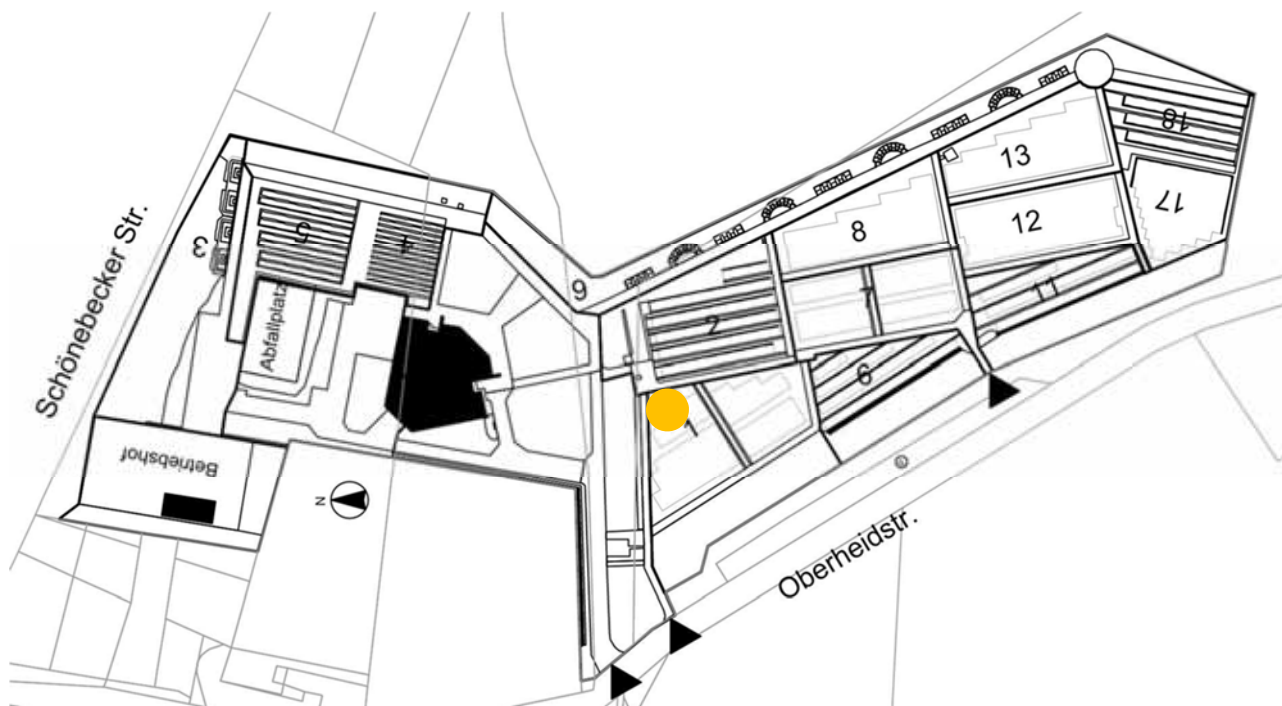 18
13
17
12
8
11
3
5
4
9
7
2
6
1
Schönebecker Str.
Abfallplatz
Betriebshof
N
Oberheidstr.